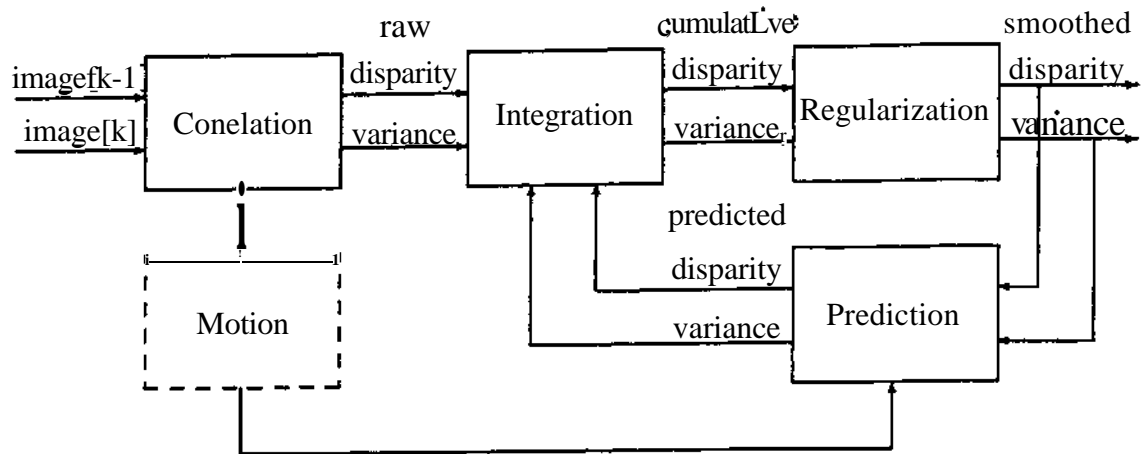 raw cumulatLve smoothed
image[k-1 disparity disparity disparity
Conelation Integration Regularization
image[k] variance variance variance
predicted
disparity
Motion Prediction
variance